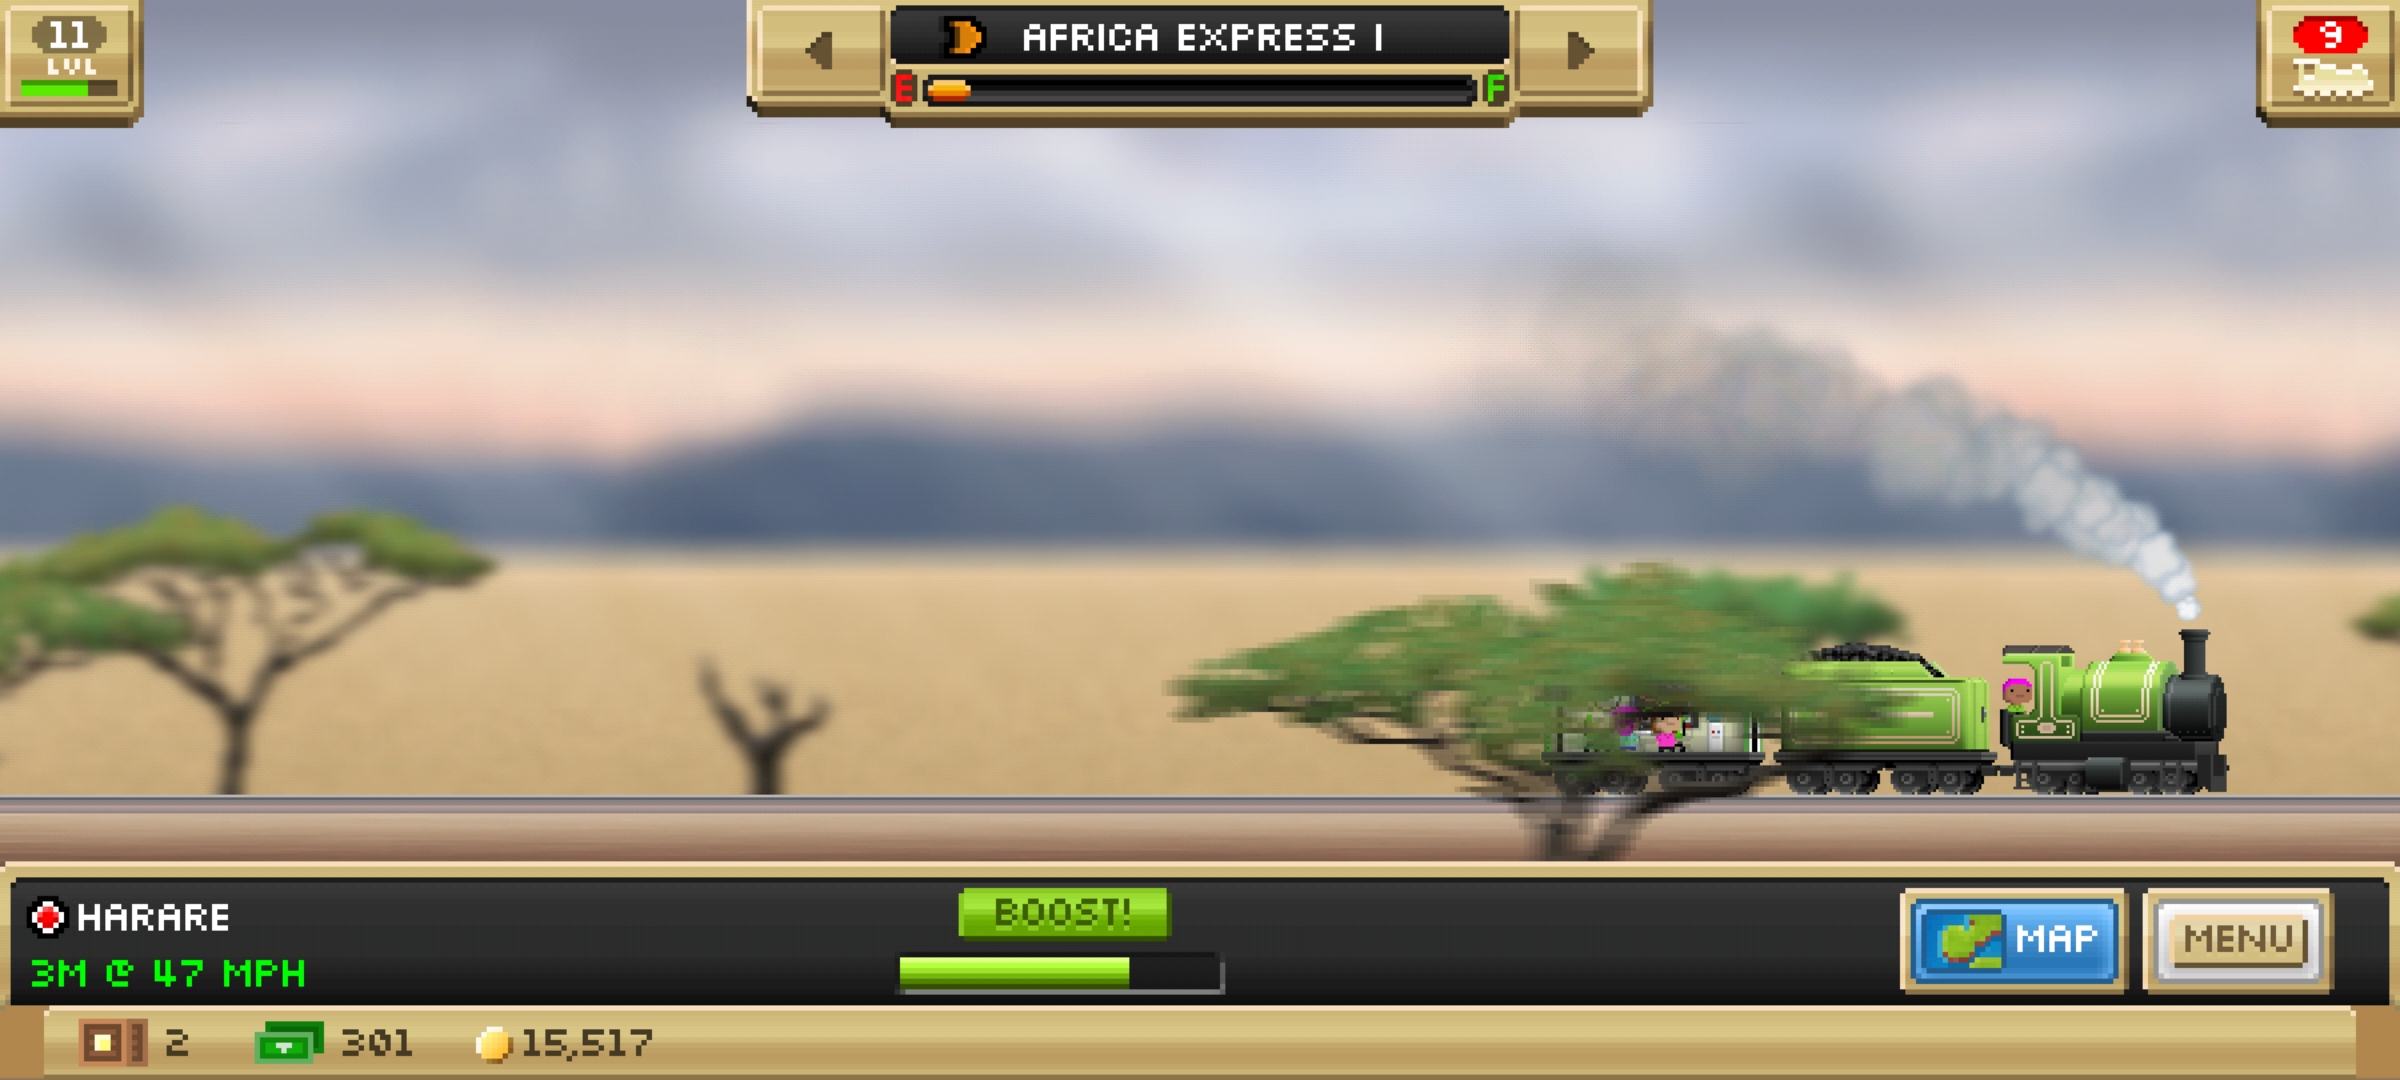 11
LVL
AFRICA EXPRESS I
E F
9
HARARE
3M @ 47 MPH
BOOST!
MAP
MENU
2
301
15,517